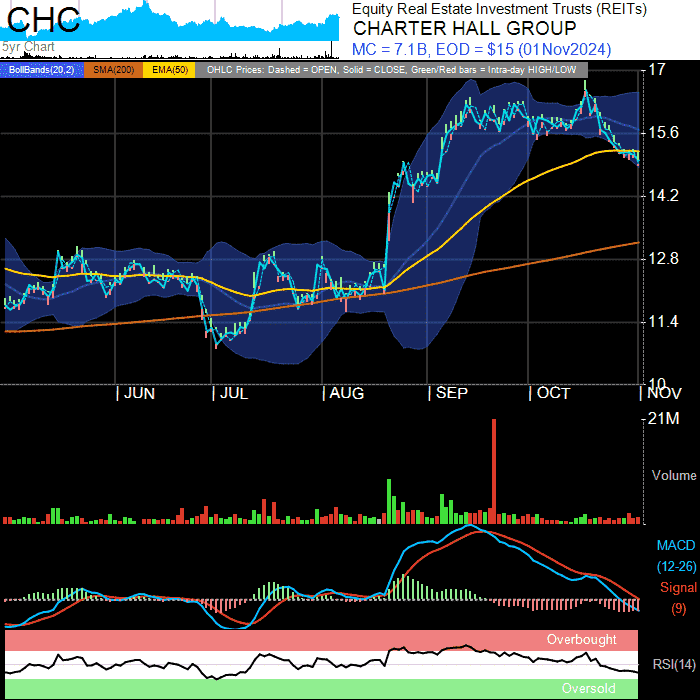 CHC
Equity Real Estate Investment Trusts (REITs)
CHARTER HALL GROUP
MC = 7.1B, EOD = $15 (01Nov2024)
5yr Chart
BollBands(20,2) SMA(200) EMA(50) OHLC Prices: Dashed = OPEN, Solid = CLOSE, Green/Red bars = Intra-day HIGH/LOW
17
15.6
14.2
12.8
11.4
10
| JUN | JUL | AUG | SEP | OCT | NOV
21M
Volume
MACD
(12-26)
Signal
(9)
Overbought
RSI(14)
Oversold